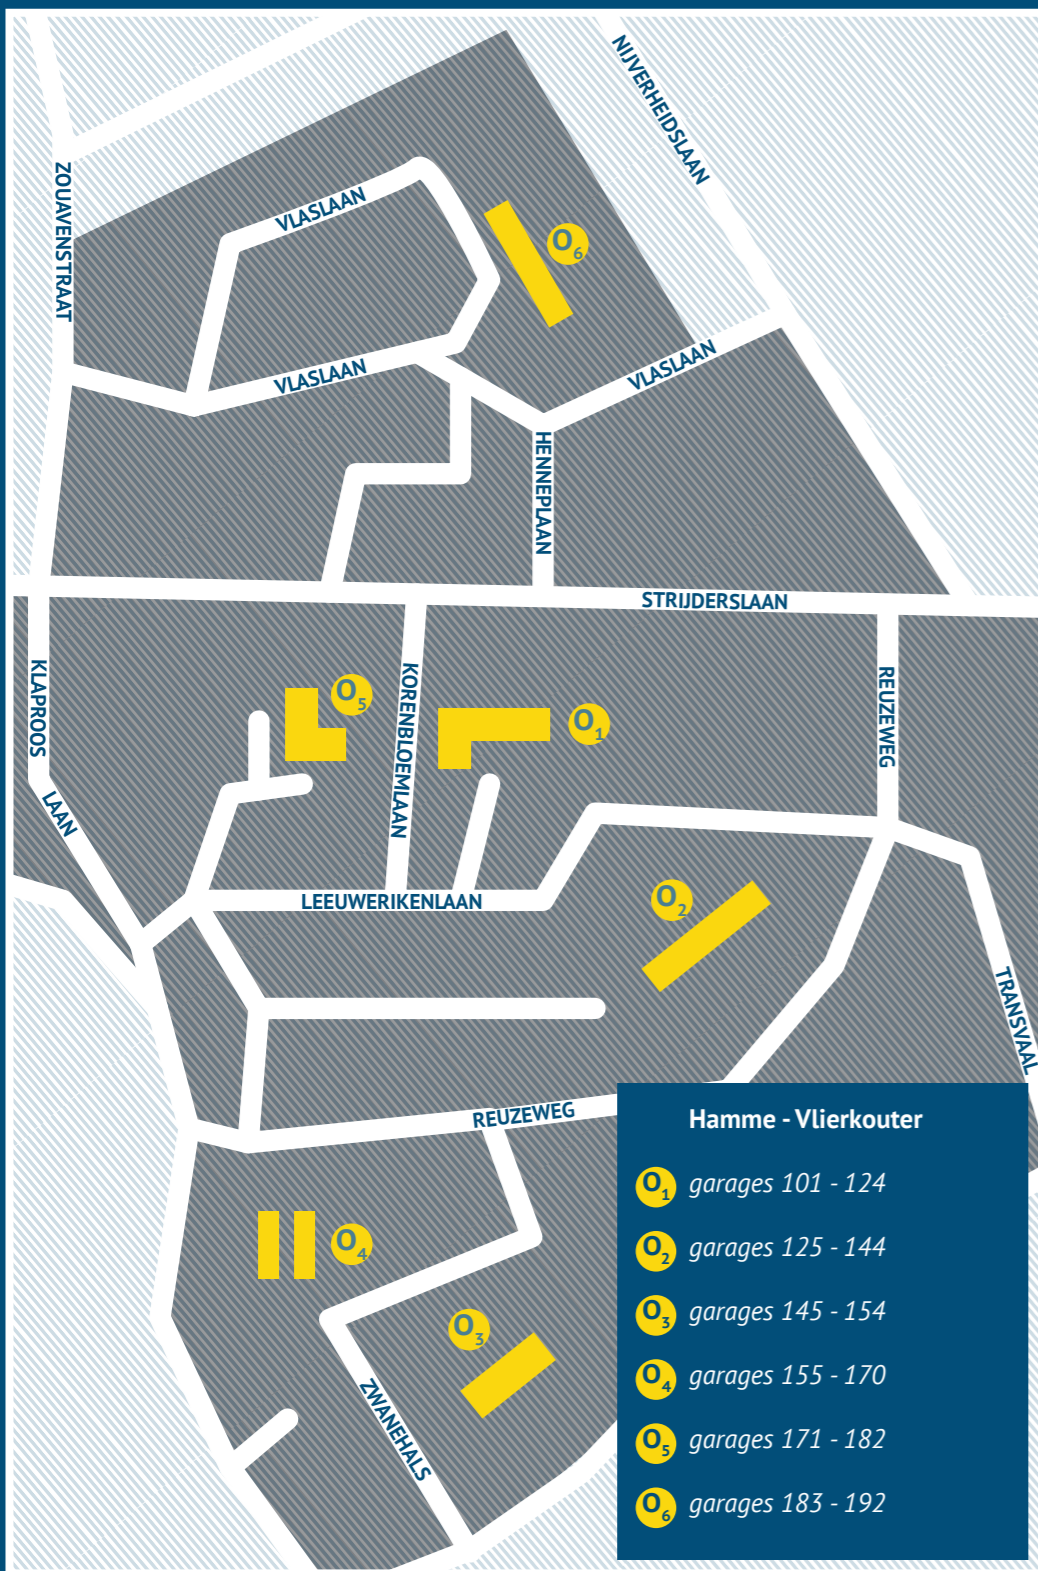 NIJVERHEIDSLAAN
ZOUAVENSTRAAT
VLASLAAN
O6
VLASLAAN
VLASLAAN
HENNEPLAAN
STRIJDERSLAAN
KLAPROOS
LAAN
O5
KORENBLOEMLAAN
O1
REUZEWEG
LEEUWERIKENLAAN
O2
TRANSVAAL
REUZEWEG
O4
O3
ZWANEHALS
Hamme - Vlierkouter
O1 garages 101 - 124
O2 garages 125 - 144
O3 garages 145 - 154
O4 garages 155 - 170
O5 garages 171 - 182
O6 garages 183 - 192